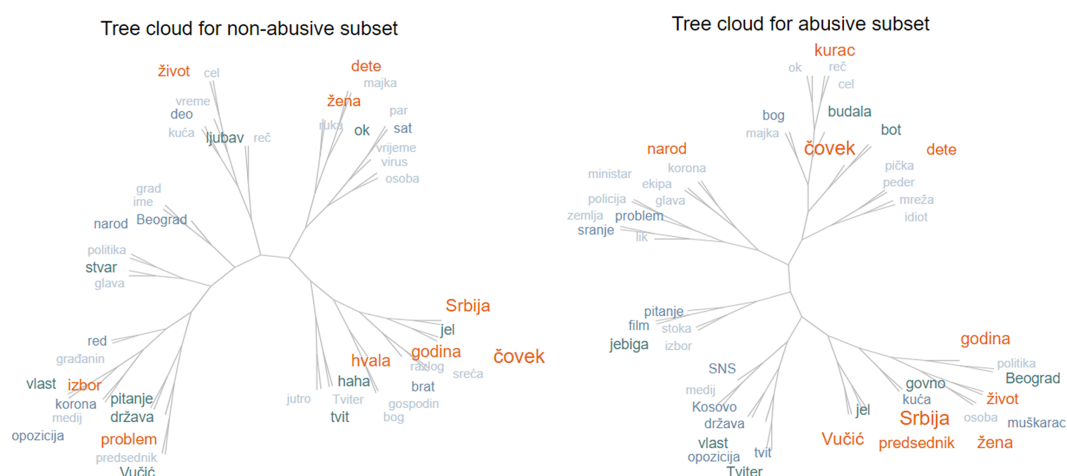 Tree cloud for non-abusive subset
život
cel
dete
majka
vreme
žena
deo
par
kuća
ljubav
reč
ruka
ok
sat
vrijeme
virus
osoba
grad
ime
narod
Beograd
politika
stvar
glava
Srbija
jel
red
građanin
hvala
godina
čovek
razlog
sreća
vlast
izbor
haha
brat
korona
pitanje
jutro
Tviter
gospodin
medij
država
tvit
bog
opozicija
problem
predsednik
Vučić
Tree cloud for abusive subset
kurac
ok
reč
cel
bog
budala
majka
bot
narod
čovek
dete
ministar
korona
pička
ekipa
peder
policija
glava
mreža
zemlja
problem
idiot
sranje
lik
pitanje
film
stoka
jebiga
izbor
godina
politika
SNS
Beograd
medij
govno
kuća
život
Kosovo
jel
Srbija
osoba
država
muškarac
vlast
Vučić
predsednik
žena
opozicija
tvit
Tviter